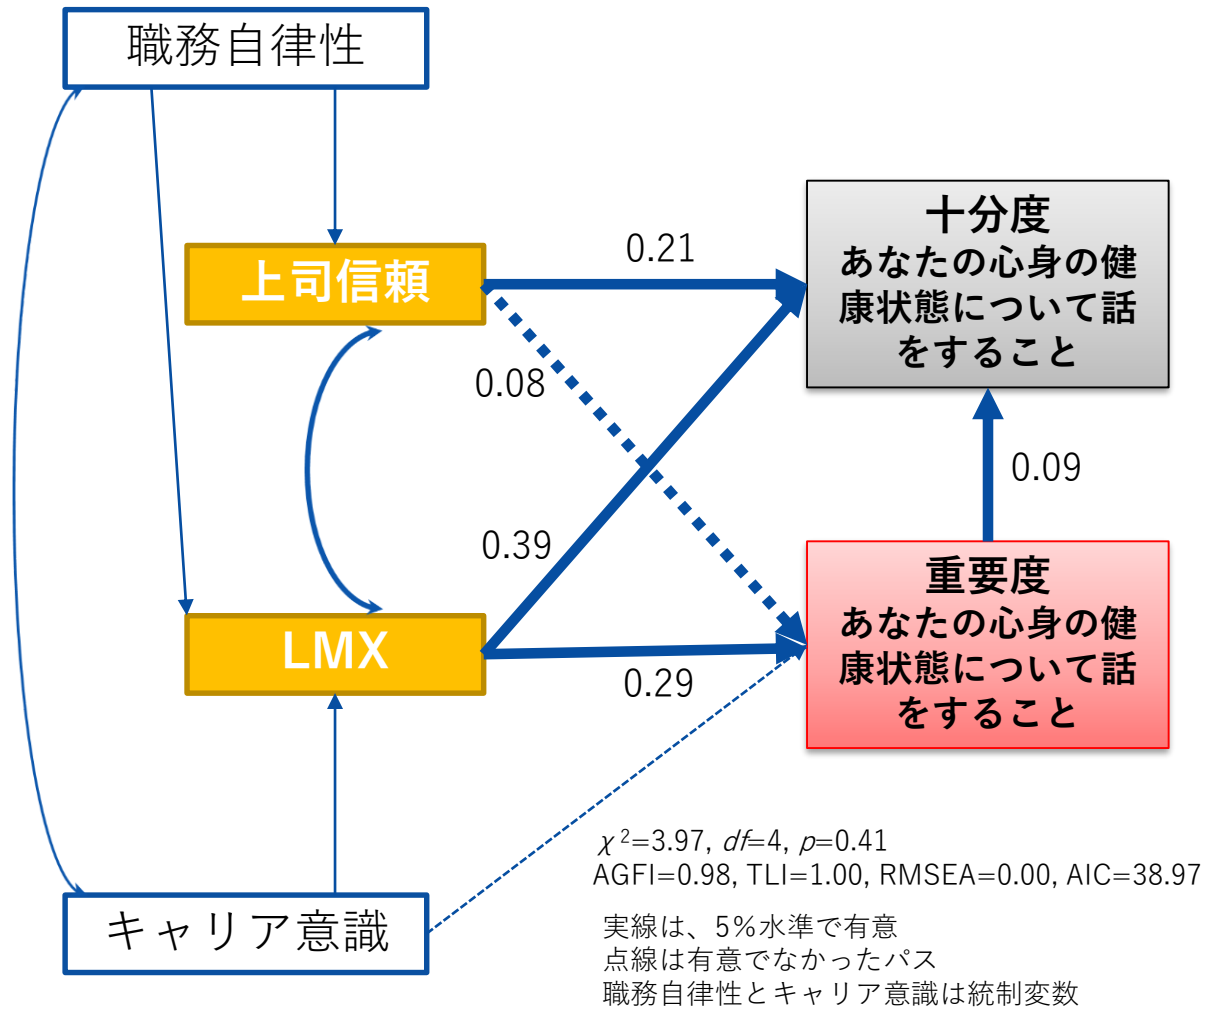 職務自律性
上司信頼
0.21
十分度
あなたの心身の健
康状態について話
をすること
0.08
0.09
0.39
LMX
0.29
重要度
あなたの心身の健
康状態について話
をすること
キャリア意識
χ²=3.97, df=4, p=0.41
AGFI=0.98, TLI=1.00, RMSEA=0.00, AIC=38.97
実線は、5%水準で有意
点線は有意でなかったパス
職務自律性とキャリア意識は統制変数